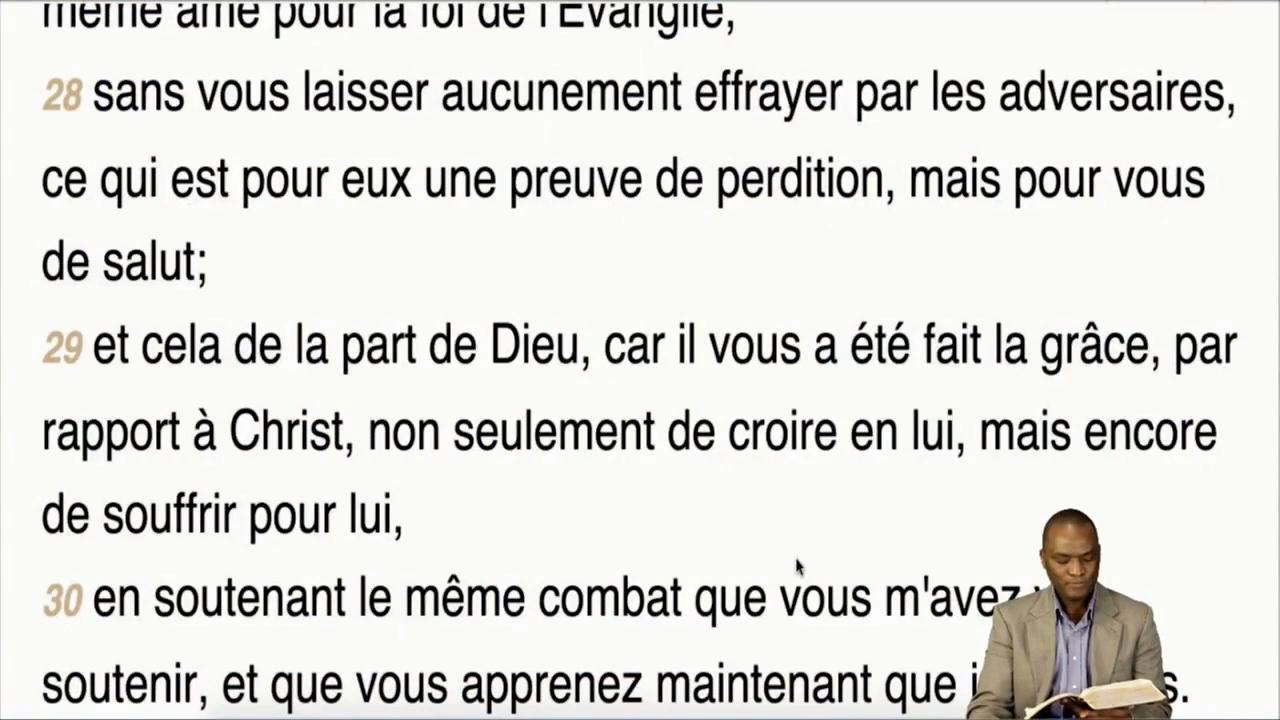 même âme pour la foi de l'Evangile,
28 sans vous laisser aucunement effrayer par les adversaires,
ce qui est pour eux une preuve de perdition, mais pour vous
de salut;
29 et cela de la part de Dieu, car il vous a été fait la grâce, par
rapport à Christ, non seulement de croire en lui, mais encore
de souffrir pour lui,
30 en soutenant le même combat que vous m'avez
soutenir, et que vous apprenez maintenant que